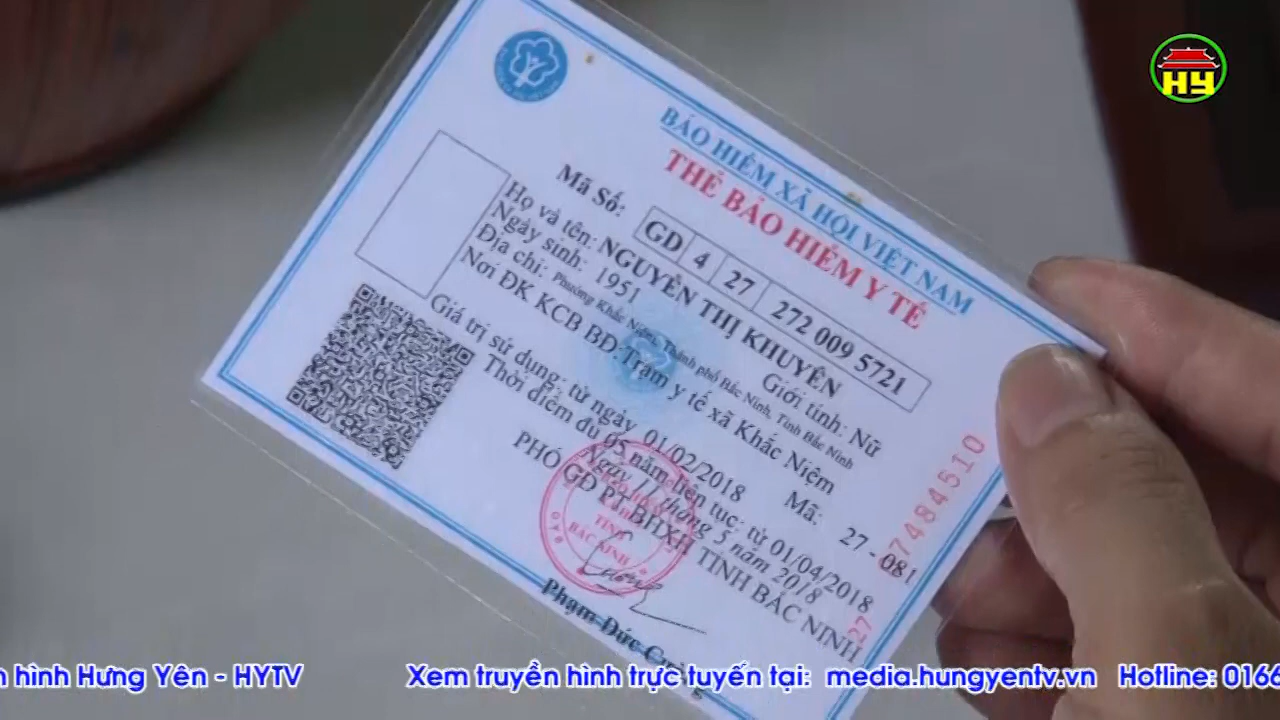 HY
BẢO HIỂM XÃ HỘI VIỆT NAM
THẺ BẢO HIỂM Y TẾ
Mã Số: GD 4 27 272 009 5721
Họ và tên: NGUYỄN THỊ KHUYÊN
Ngày sinh: 1951 Giới tính: Nữ
Địa chỉ: Phường Khắc Niệm, Thành phố Bắc Ninh, Tỉnh Bắc Ninh
Nơi ĐK KCB BĐ: Trạm y tế xã Khắc Niệm Mã: 27 - 081
Giá trị sử dụng: từ ngày 01/02/2018
Thời điểm đủ 05 năm liên tục: từ 01/04/2018
Ngày 11 tháng 5 năm 2018
PHÓ GĐ PT.BHXH TỈNH BẮC NINH
TỈNH
BẮC NINH
Phạm Đức
27 7484510
hình Hưng Yên - HYTV Xem truyền hình trực tuyến tại: media.hungyentv.vn Hotline: 0166